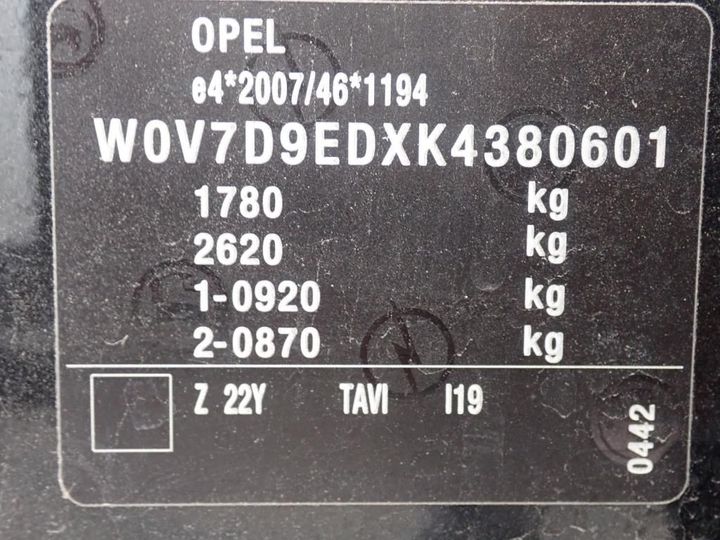 OPEL
e4*2007/46*1194
W0V7D9EDXK4380601
1780 kg
2620 kg
1-0920 kg
2-0870 kg
Z 22Y TAVI I19
0442